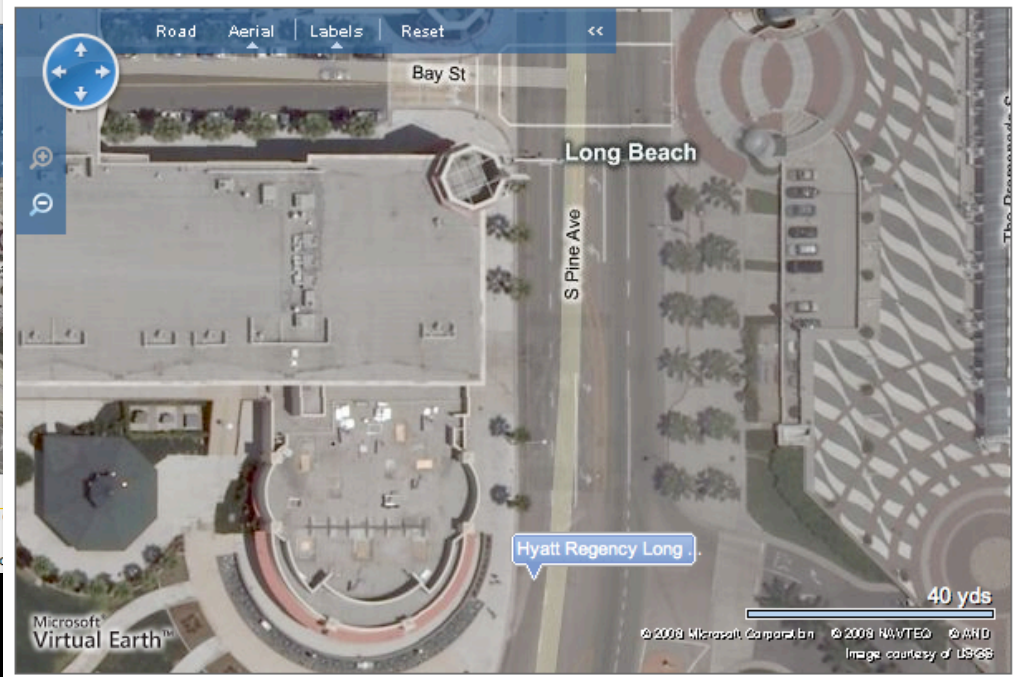 Road Aerial Labels Reset <<
Bay St
Long Beach
S Pine Ave
The Promenade S
Hyatt Regency Long ...
40 yds
Microsoft®
Virtual Earth™
© 2008 Microsoft Corporation © 2008 NAVTEQ © AND
Image courtesy of USGS